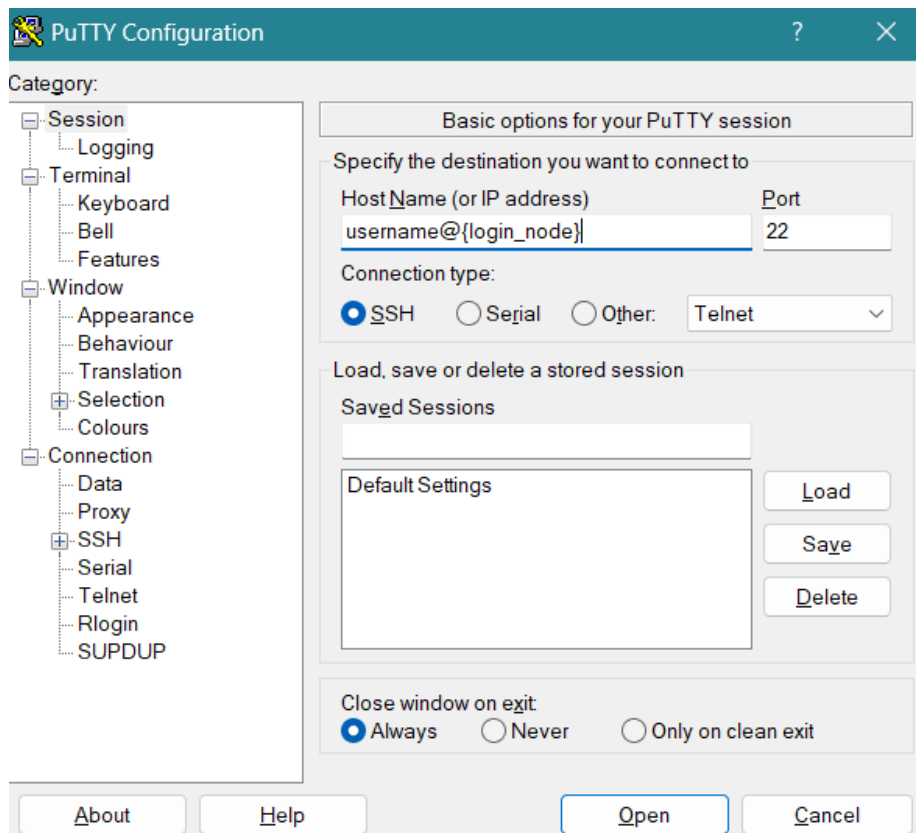 PuTTY Configuration
?
Category:
Session
Logging
Terminal
Keyboard
Bell
Features
Window
Appearance
Behaviour
Translation
Selection
Colours
Connection
Data
Proxy
SSH
Serial
Telnet
Rlogin
SUPDUP
Basic options for your PuTTY session
Specify the destination you want to connect to
Host Name (or IP address) Port
username@{login_node} 22
Connection type:
SSH Serial Other: Telnet
Load, save or delete a stored session
Saved Sessions
Default Settings
Load
Save
Delete
Close window on exit:
Always Never Only on clean exit
About Help Open Cancel